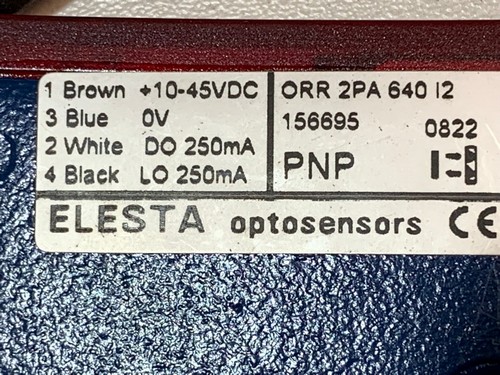 1 Brown +10-45VDC
3 Blue 0V
2 White DO 250mA
4 Black LO 250mA
ORR 2PA 640 I2
156695 0822
PNP
ELESTA optosensors CE